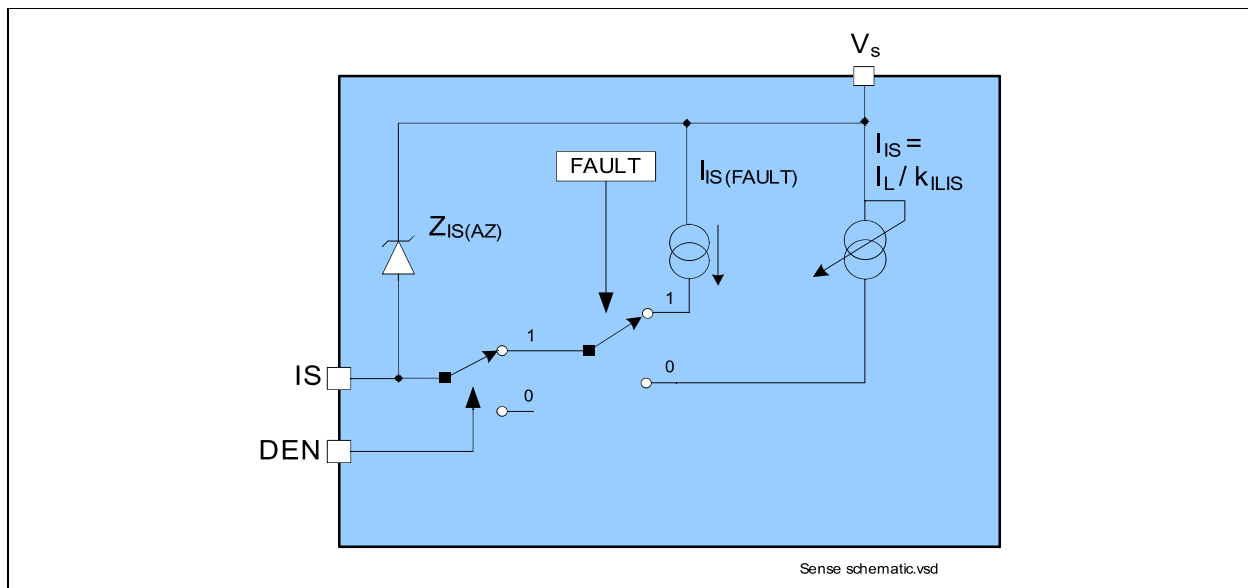 Vs
IIS =
IL / kILIS
FAULT
IIS(FAULT)
ZIS(AZ)
1
1
0
IS
0
DEN
Sense schematic.vsd